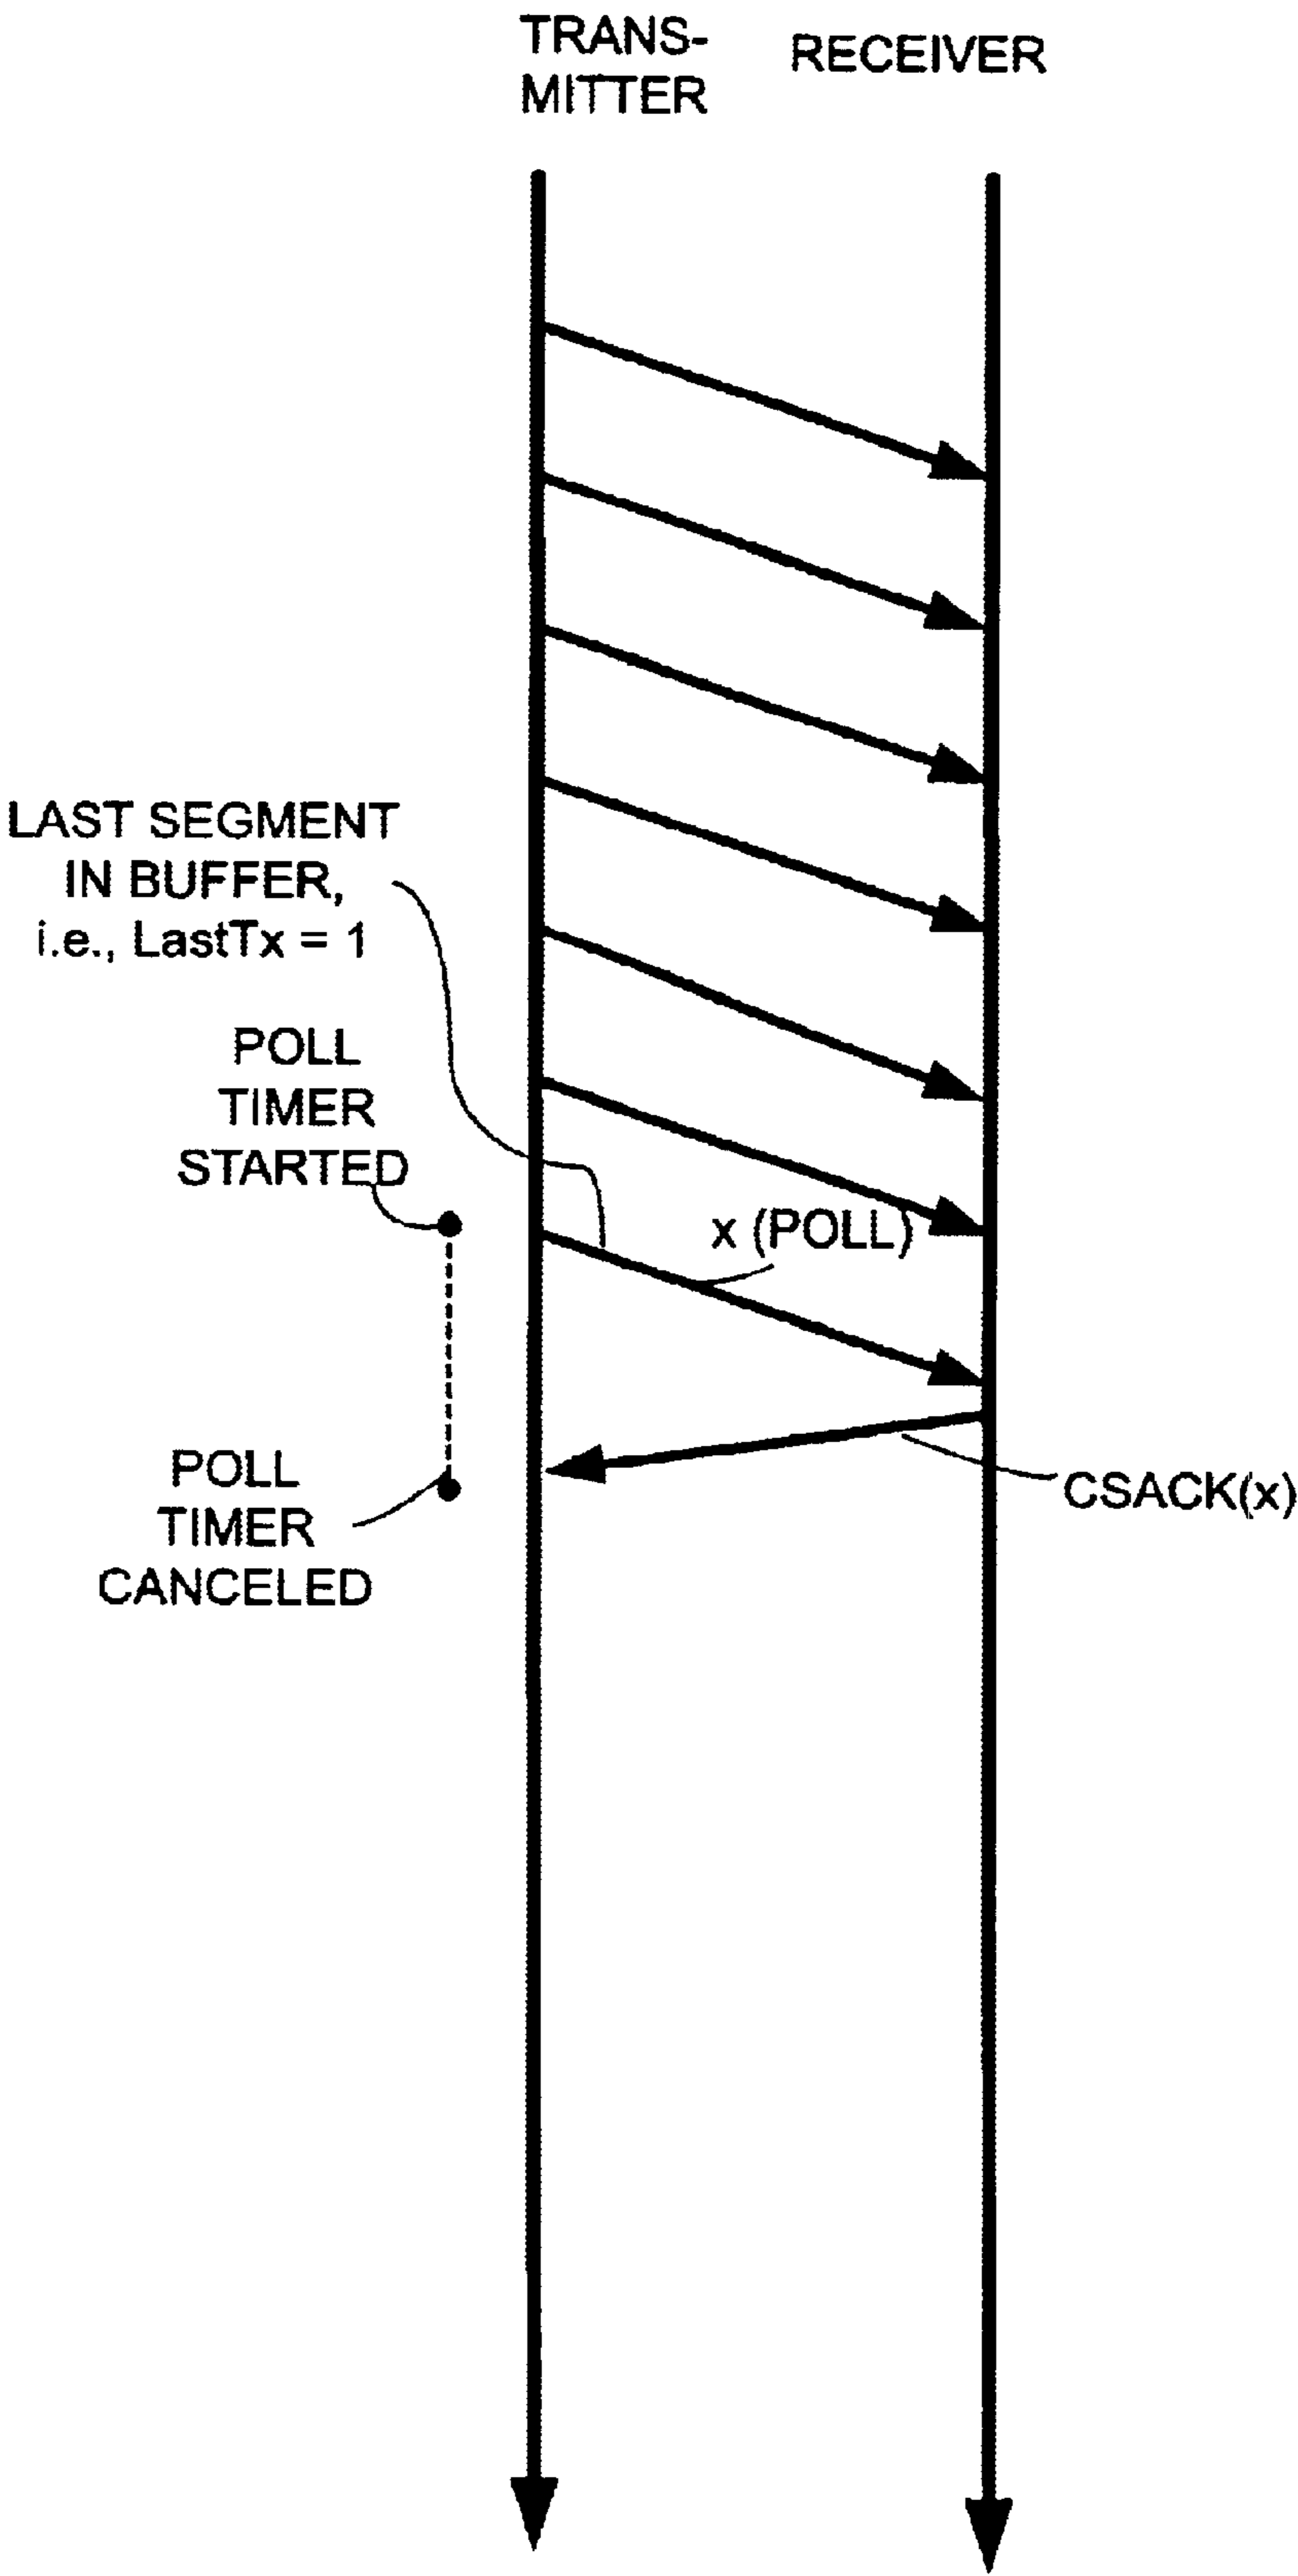 TRANS-
MITTER
RECEIVER
LAST SEGMENT
IN BUFFER,
i.e., LastTx = 1
POLL
TIMER
STARTED
x (POLL)
POLL
TIMER
CANCELED
CSACK(x)